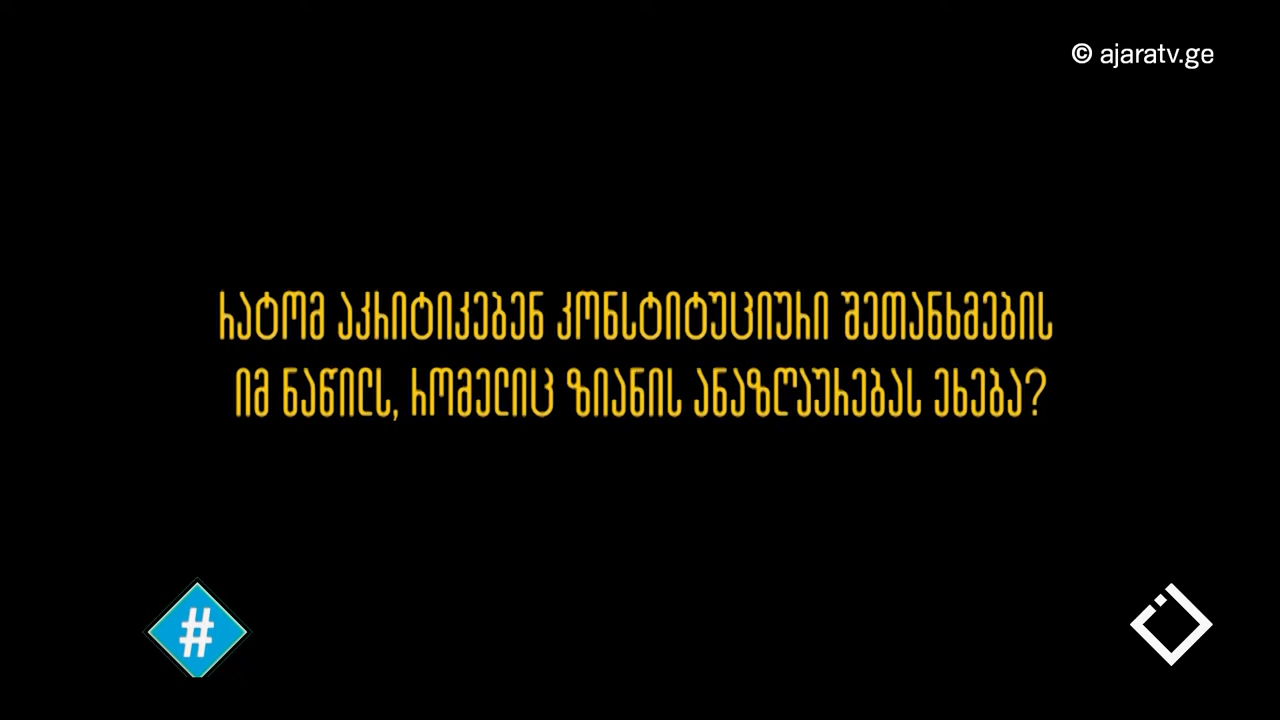 © ajaratv.ge
რატომ აკრიტიკებენ კონსტიტუციური შეთანხმების
იმ ნაწილს, რომელიც ზიანის ანაზღაურებას ეხება?
#